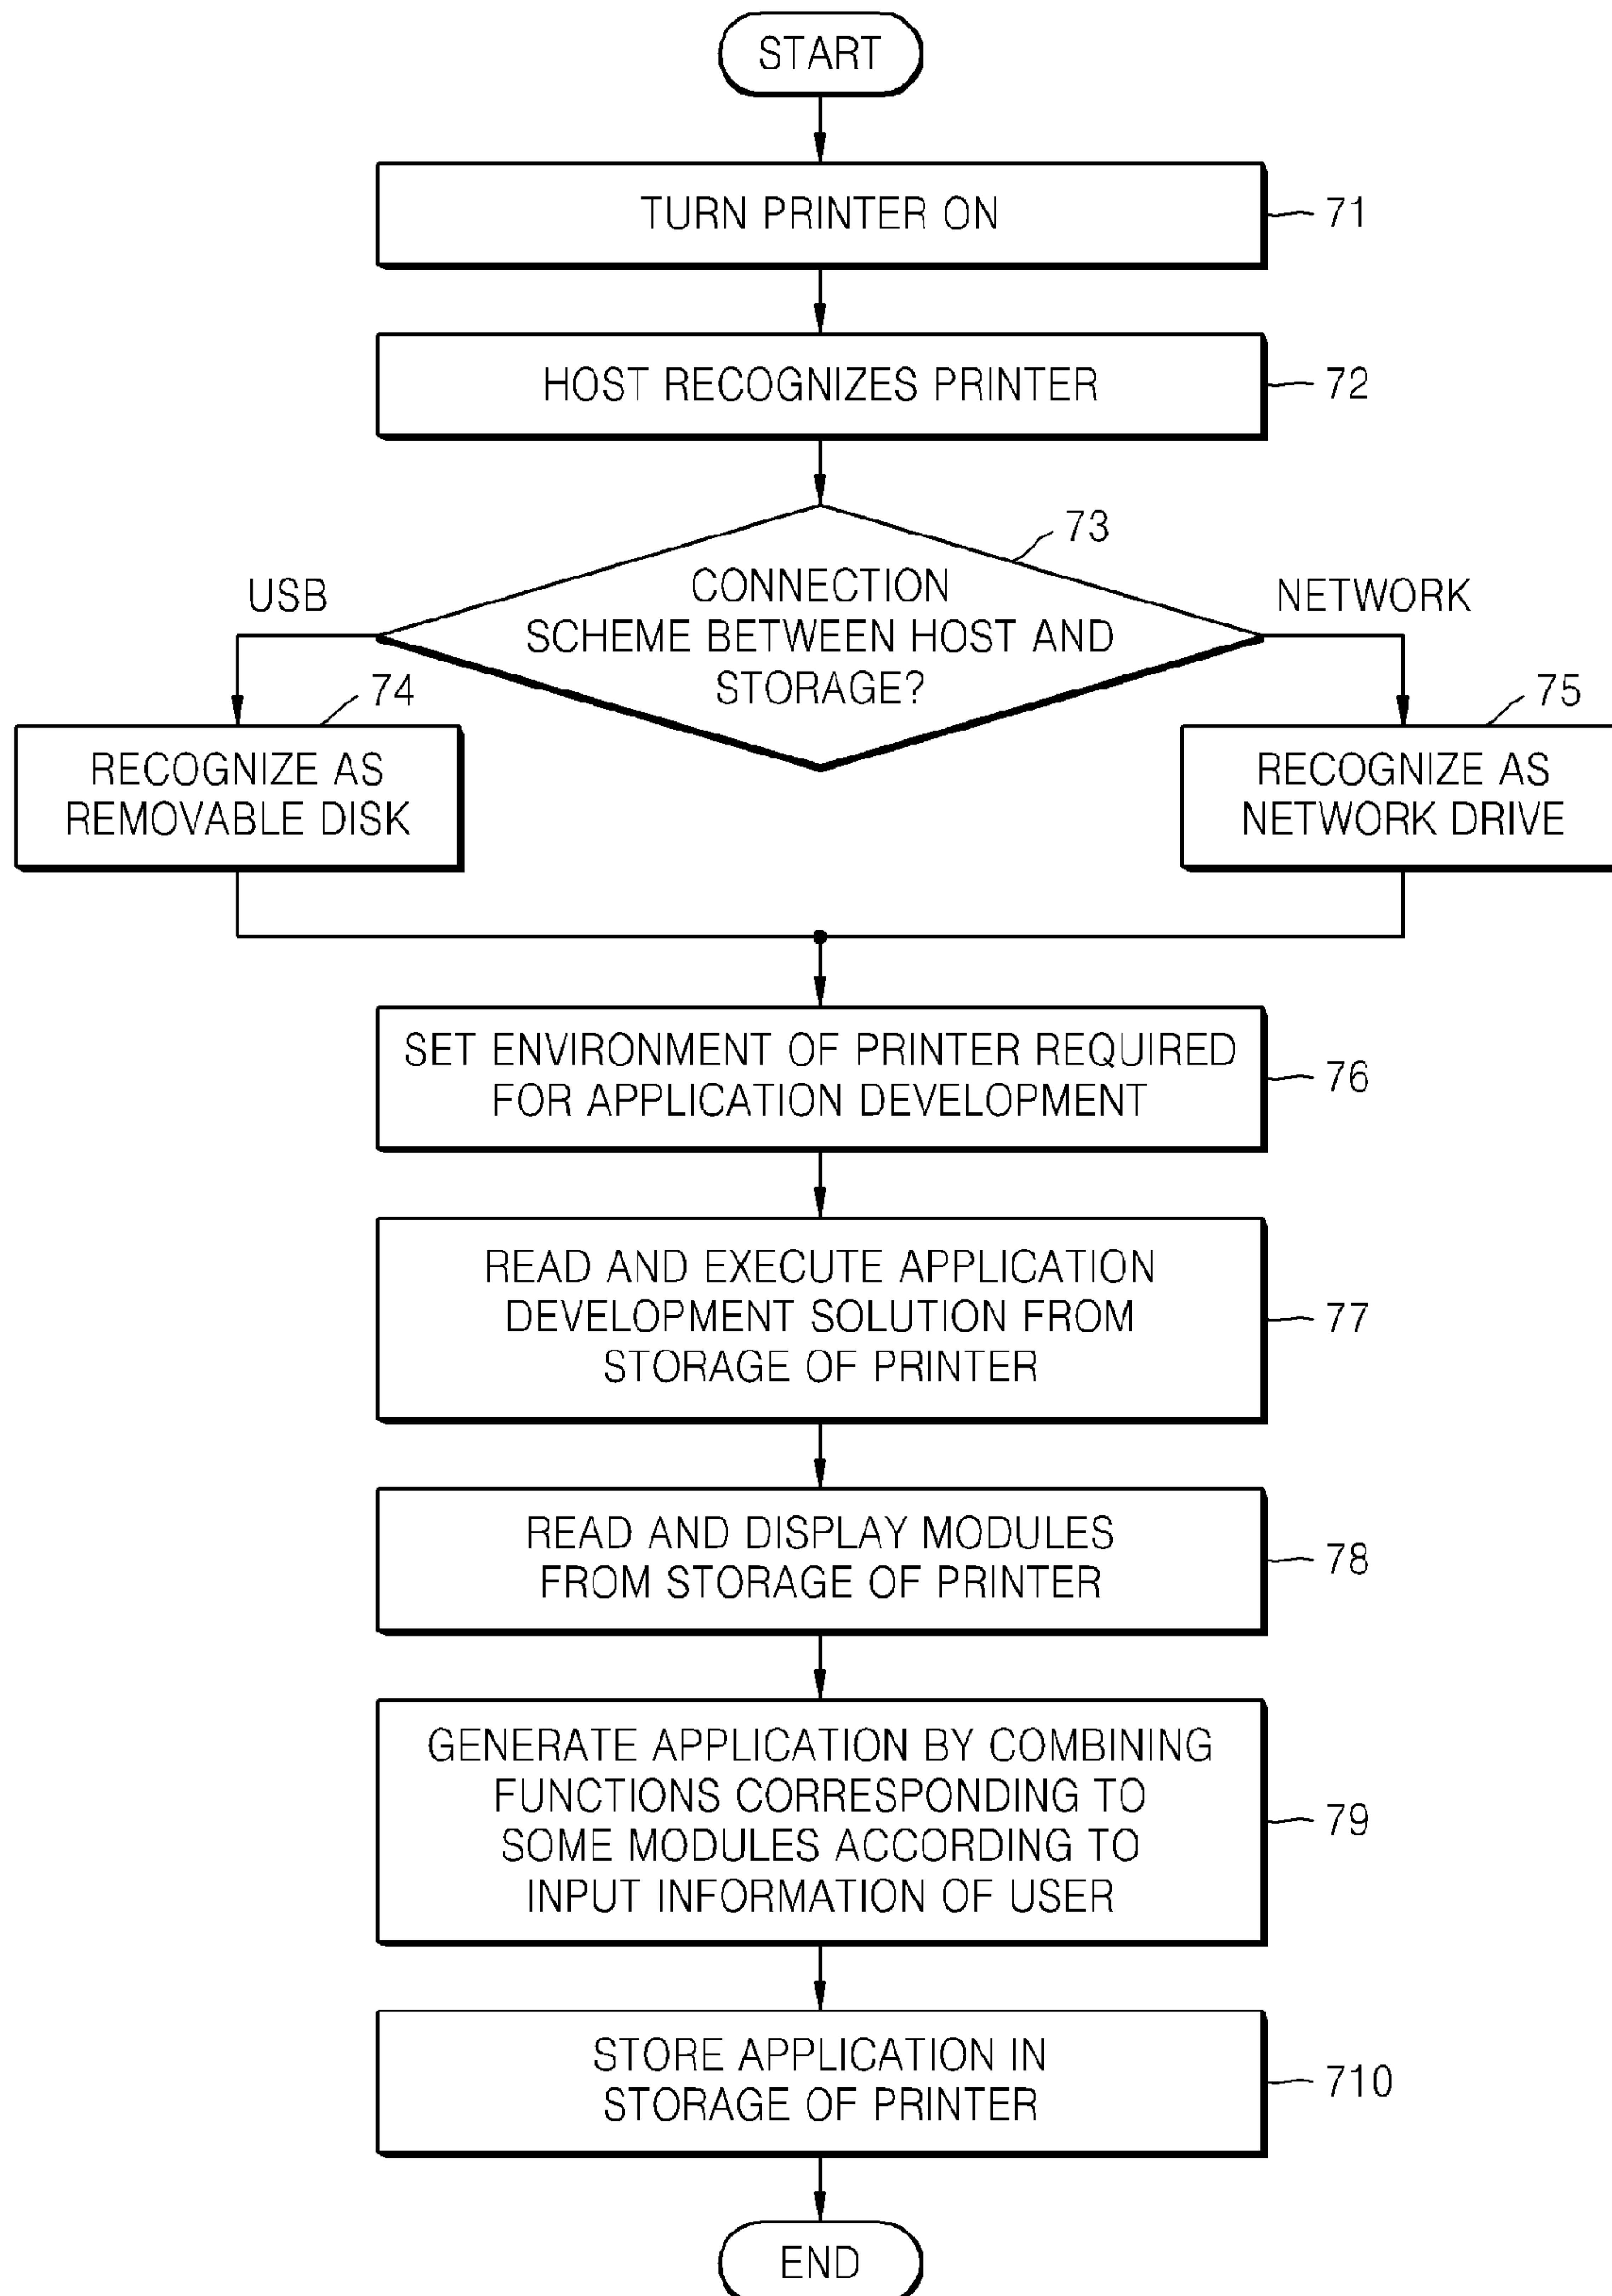 START
TURN PRINTER ON
71
HOST RECOGNIZES PRINTER
72
73
CONNECTION
SCHEME BETWEEN HOST AND
STORAGE?
USB
NETWORK
74
RECOGNIZE AS
REMOVABLE DISK
75
RECOGNIZE AS
NETWORK DRIVE
SET ENVIRONMENT OF PRINTER REQUIRED
FOR APPLICATION DEVELOPMENT
76
READ AND EXECUTE APPLICATION
DEVELOPMENT SOLUTION FROM
STORAGE OF PRINTER
77
READ AND DISPLAY MODULES
FROM STORAGE OF PRINTER
78
GENERATE APPLICATION BY COMBINING
FUNCTIONS CORRESPONDING TO
SOME MODULES ACCORDING TO
INPUT INFORMATION OF USER
79
STORE APPLICATION IN
STORAGE OF PRINTER
710
END